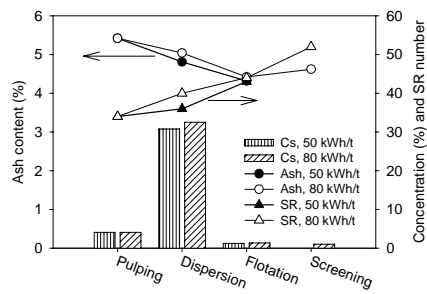 6
5
4
3
2
1
0
Ash content (%)
60
50
40
30
20
10
0
Concentration (%) and SR number
Cs, 50 kWh/t
Cs, 80 kWh/t
Ash, 50 kWh/t
Ash, 80 kWh/t
SR, 50 kWh/t
SR, 80 kWh/t
Pulping
Dispersion
Flotation
Screening